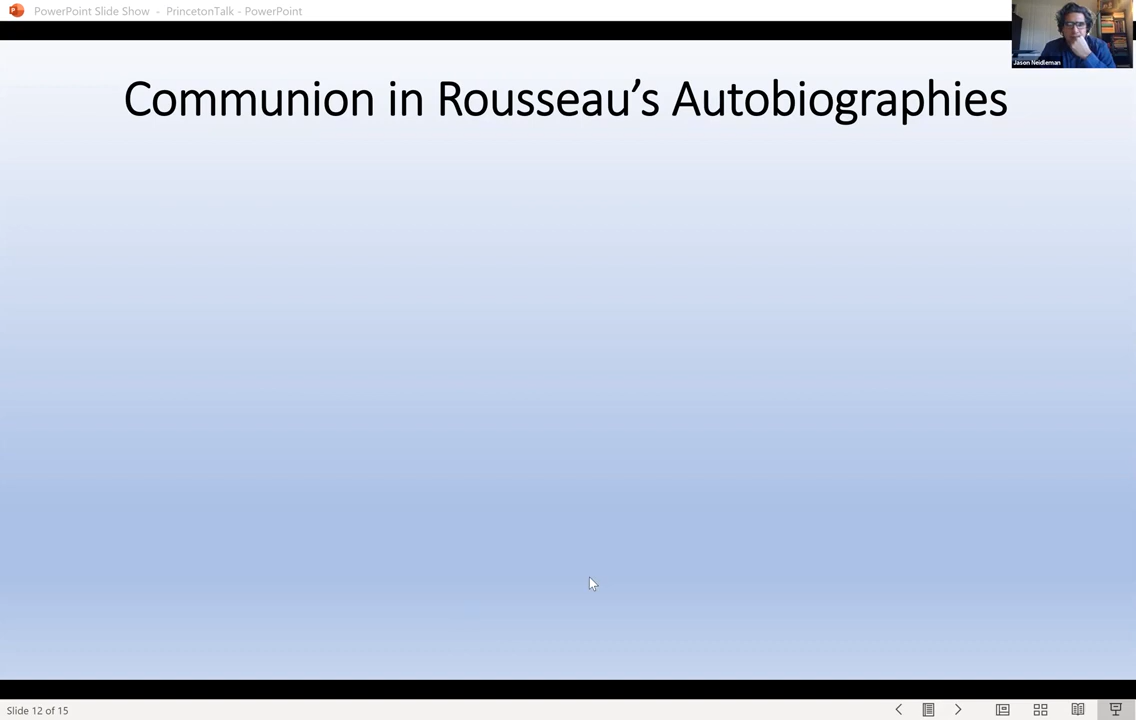 PowerPoint Slide Show - PrincetonTalk - PowerPoint
Jason Neidleman
Communion in Rousseau’s Autobiographies
Slide 12 of 15